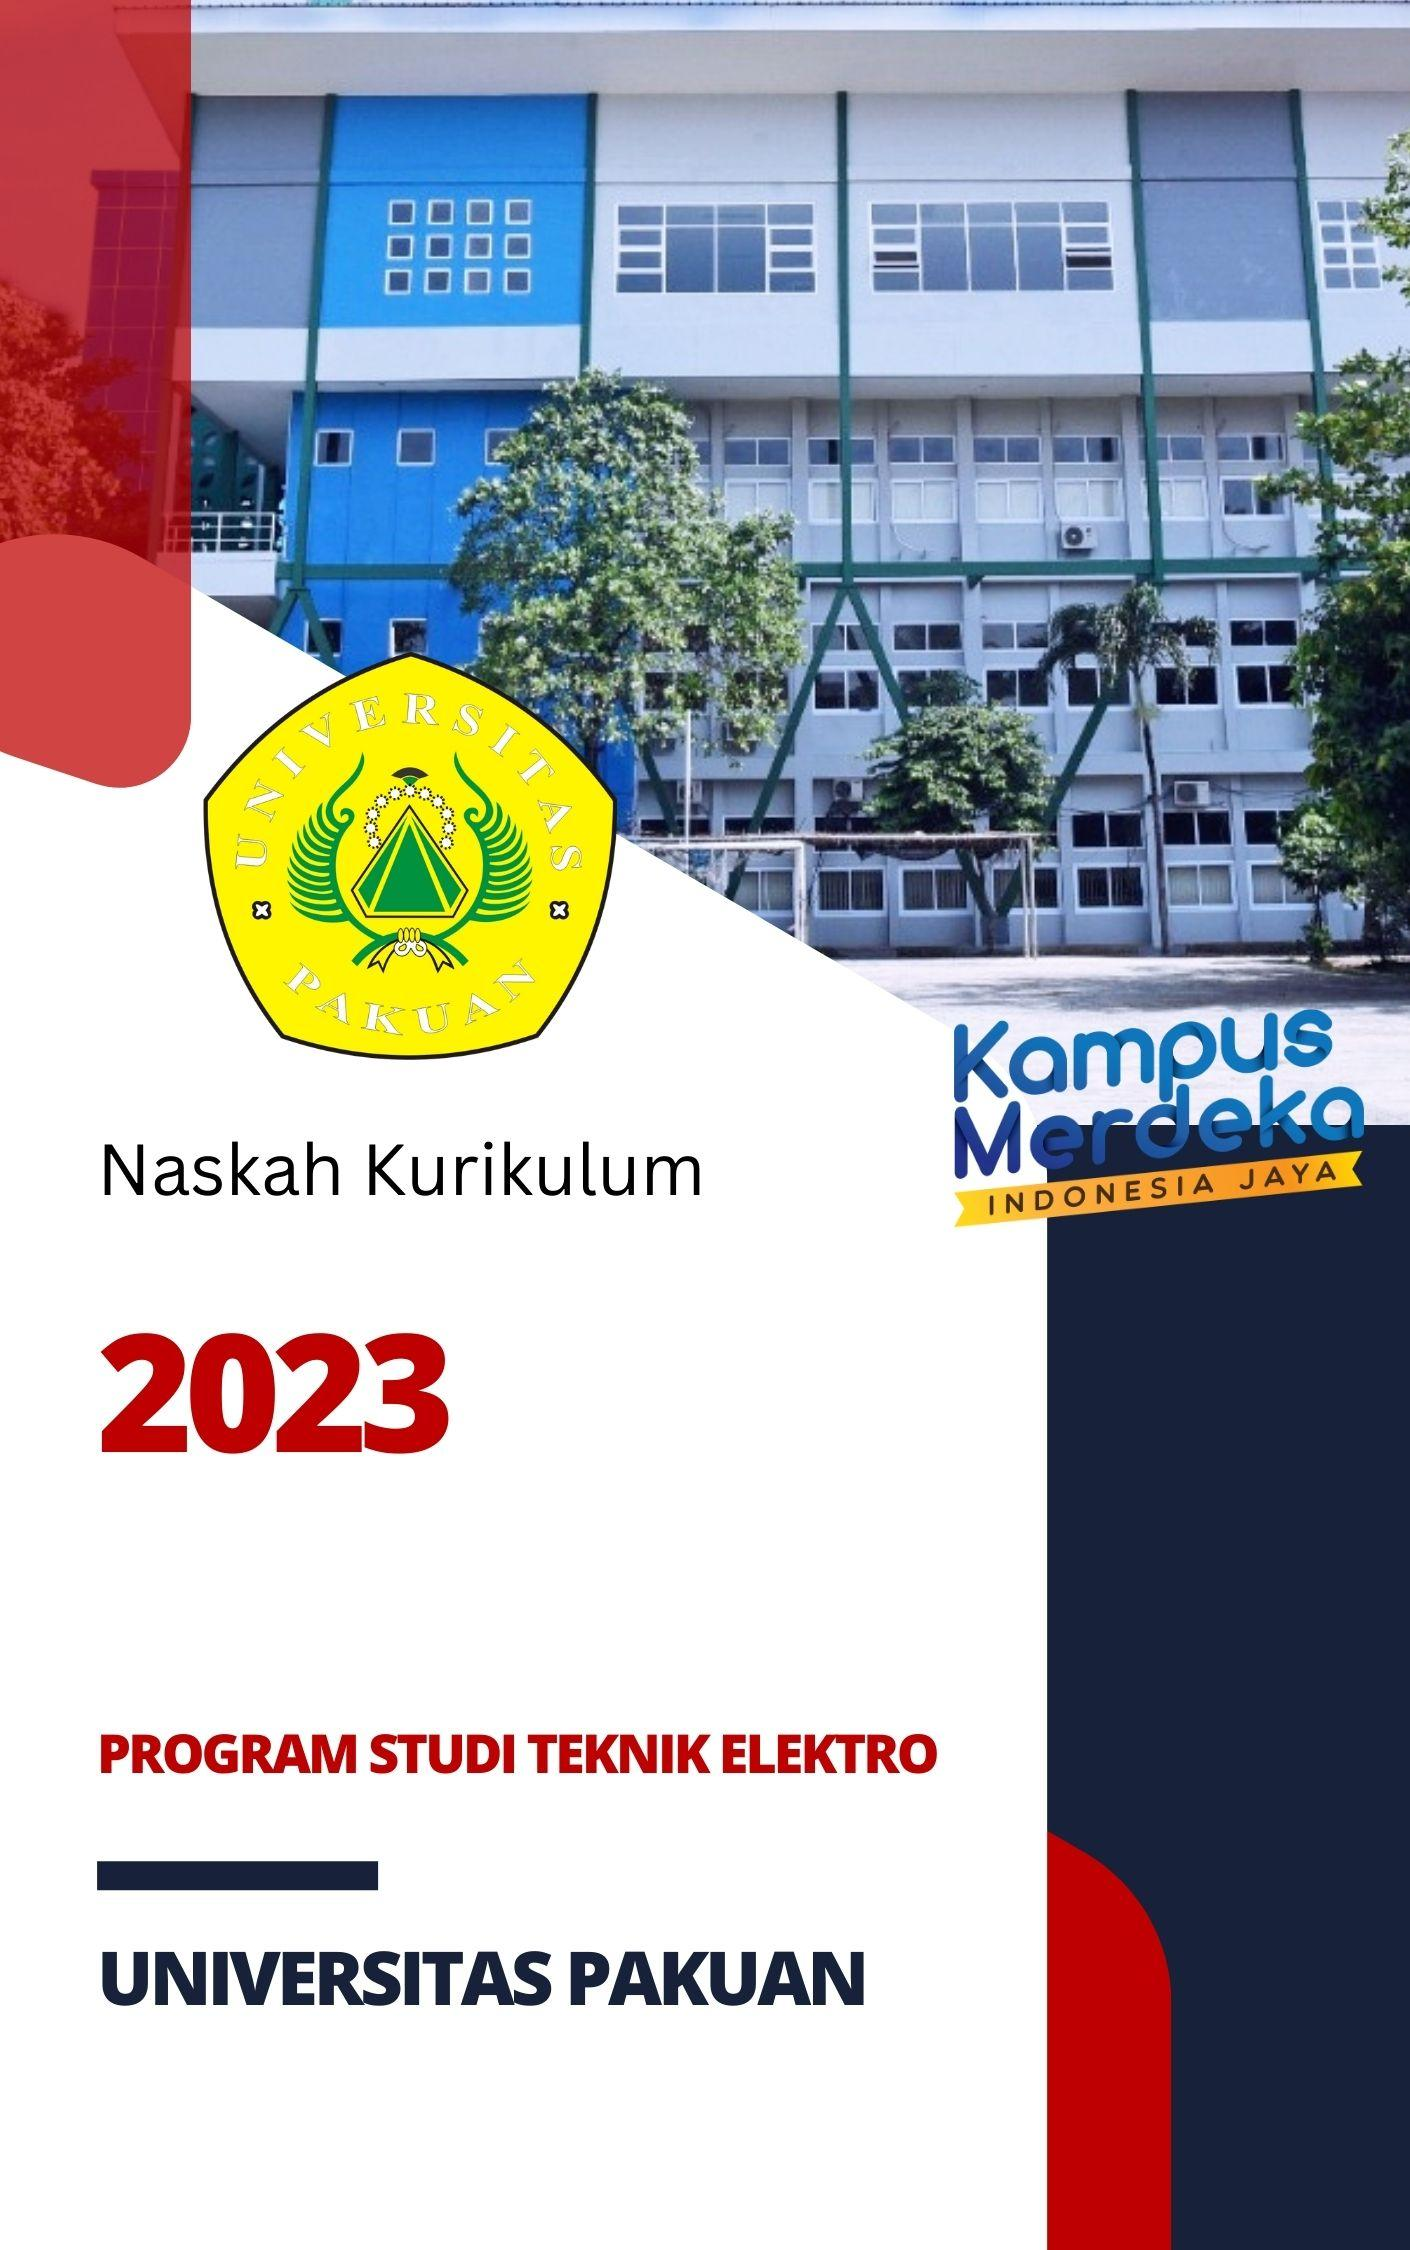 UNIVERSITAS
PAKUAN
Kampus
Merdeka
INDONESIA JAYA
Naskah Kurikulum
2023
PROGRAM STUDI TEKNIK ELEKTRO
UNIVERSITAS PAKUAN